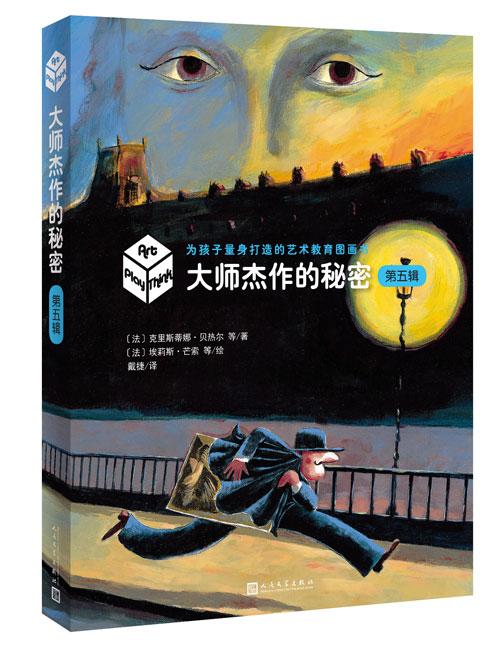 Art
Play
Think
大师杰作的秘密
第五辑
为孩子量身打造的艺术教育图画书
Art
Play
Think
大师杰作的秘密
第五辑
〔法〕克里斯蒂娜·贝热尔 等/著
〔法〕埃莉斯·芒索 等/绘
戴捷/译
人民文学出版社